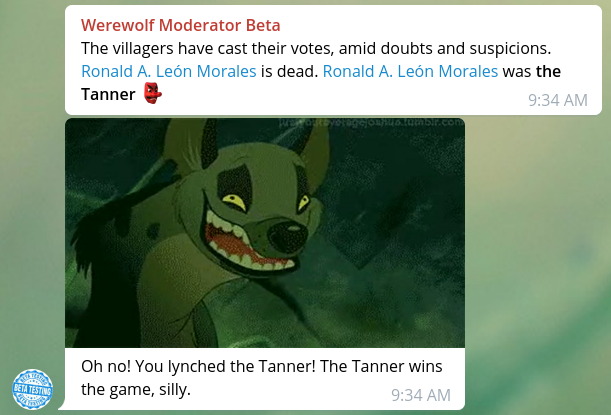 Werewolf Moderator Beta
The villagers have cast their votes, amid doubts and suspicions.
Ronald A. León Morales is dead. Ronald A. León Morales was the
Tanner
9:34 AM
Oh no! You lynched the Tanner! The Tanner wins
the game, silly.
9:34 AM
BETA TESTING